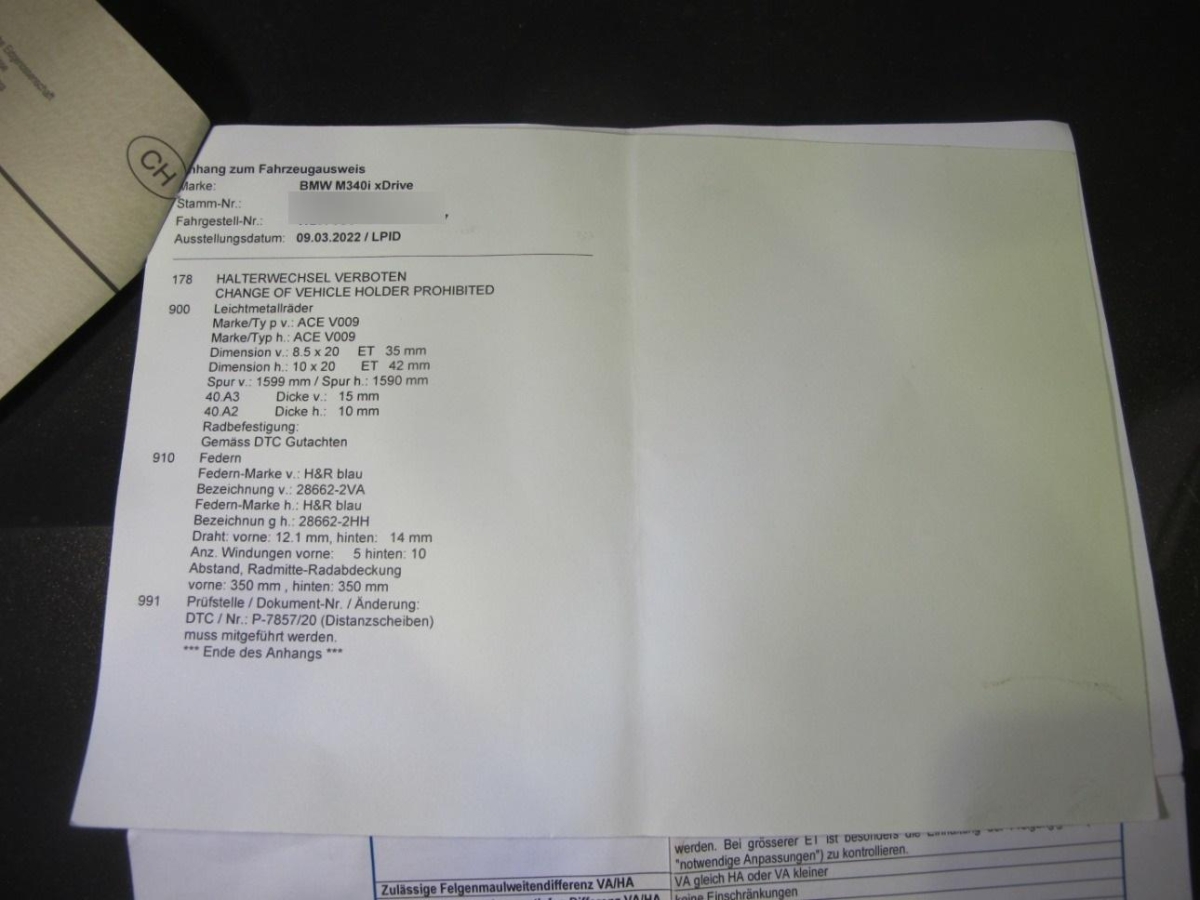 CH
nhang zum Fahrzeugausweis
Marke: BMW M340i xDrive
Stamm-Nr.:
Fahrgestell-Nr.:
Ausstellungsdatum: 09.03.2022 / LPID
178 HALTERWECHSEL VERBOTEN
CHANGE OF VEHICLE HOLDER PROHIBITED
900 Leichtmetallräder
Marke/Ty p v.: ACE V009
Marke/Typ h.: ACE V009
Dimension v.: 8.5 x 20 ET 35 mm
Dimension h.: 10 x 20 ET 42 mm
Spur v.: 1599 mm / Spur h.: 1590 mm
40.A3 Dicke v.: 15 mm
40.A2 Dicke h.: 10 mm
Radbefestigung:
Gemäss DTC Gutachten
910 Federn
Federn-Marke v.: H&R blau
Bezeichnung v.: 28662-2VA
Federn-Marke h.: H&R blau
Bezeichnun g h.: 28662-2HH
Draht: vorne: 12.1 mm, hinten: 14 mm
Anz. Windungen vorne: 5 hinten: 10
Abstand, Radmitte-Radabdeckung
vorne: 350 mm , hinten: 350 mm
991 Prüfstelle / Dokument-Nr. / Änderung:
DTC / Nr.: P-7857/20 (Distanzscheiben)
muss mitgeführt werden.
*** Ende des Anhangs ***
werden. Bei grösserer ET ist besonders die
"notwendige Anpassungen") zu kontrollieren.
Zulässige Felgenmaulweitendifferenz VA/HA VA gleich HA oder VA kleiner
keine Einschränkungen